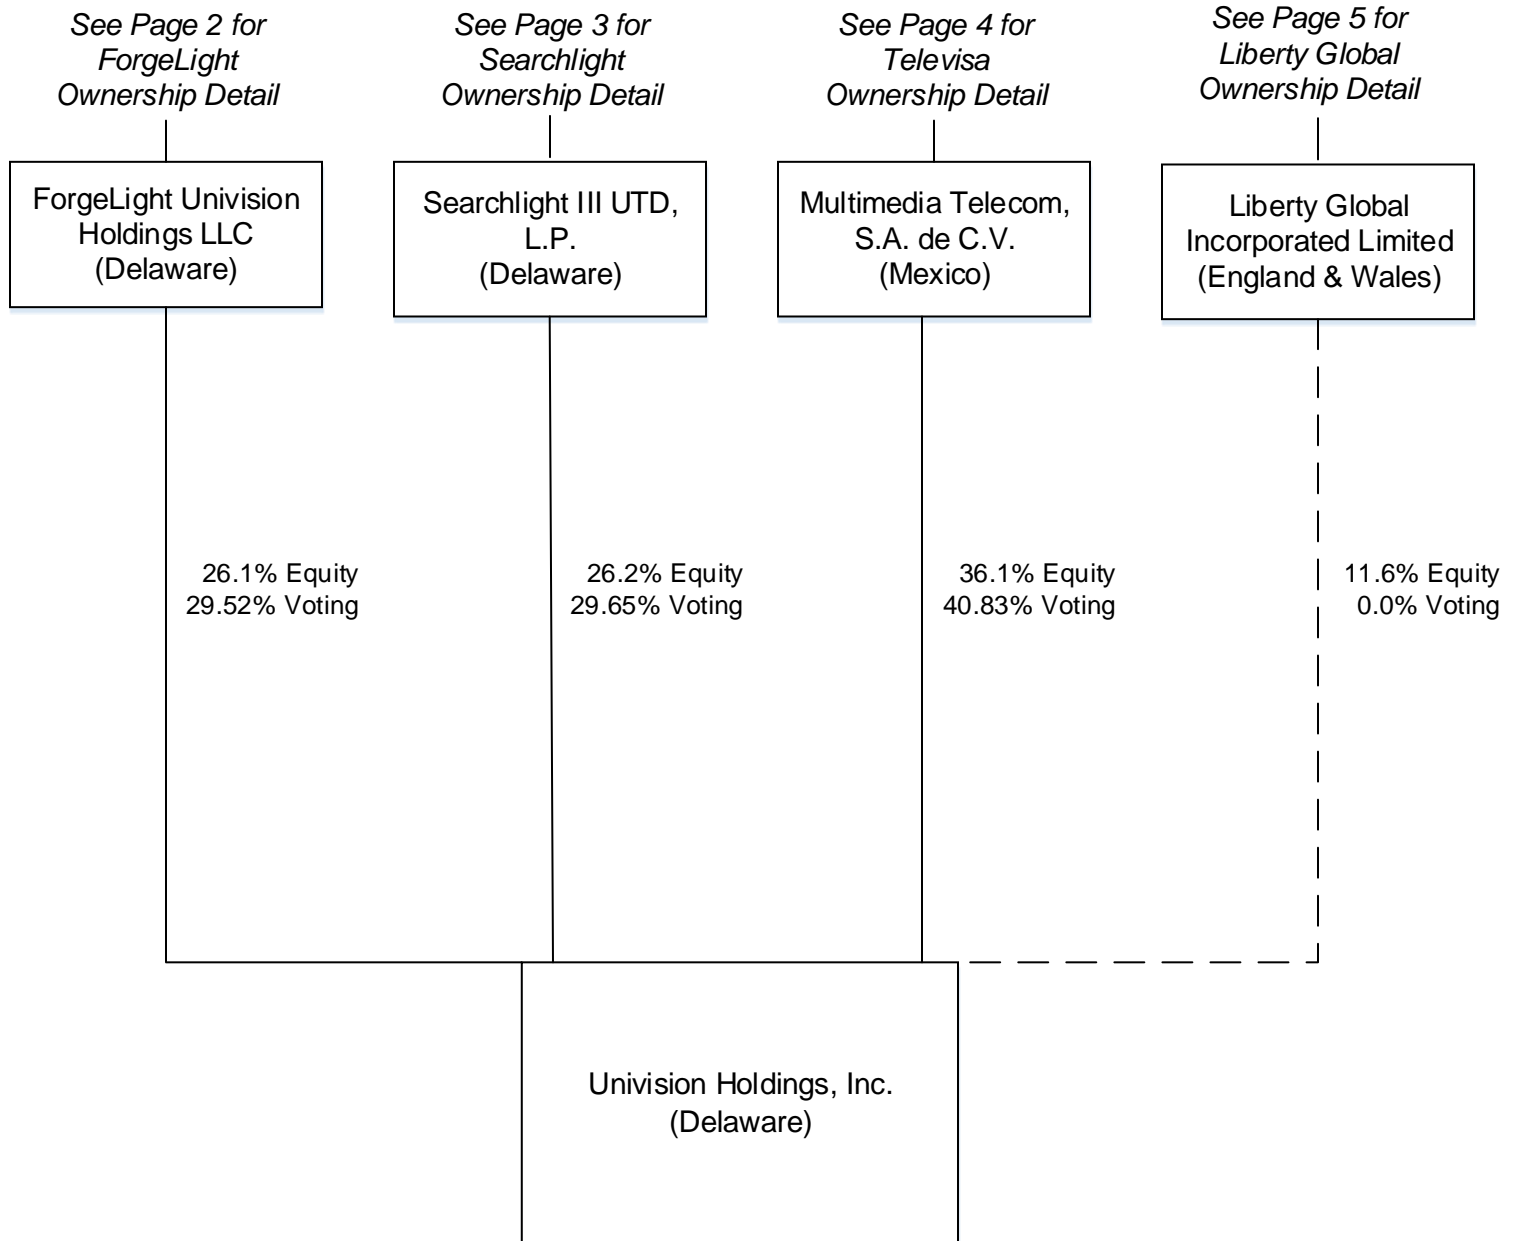 See Page 2 for
ForgeLight
Ownership Detail
See Page 3 for
Searchlight
Ownership Detail
See Page 4 for
Televisa
Ownership Detail
See Page 5 for
Liberty Global
Ownership Detail
ForgeLight Univision
Holdings LLC
(Delaware)
Searchlight III UTD,
L.P.
(Delaware)
Multimedia Telecom,
S.A. de C.V.
(Mexico)
Liberty Global
Incorporated Limited
(England & Wales)
26.1% Equity
29.52% Voting
26.2% Equity
29.65% Voting
36.1% Equity
40.83% Voting
11.6% Equity
0.0% Voting
Univision Holdings, Inc.
(Delaware)